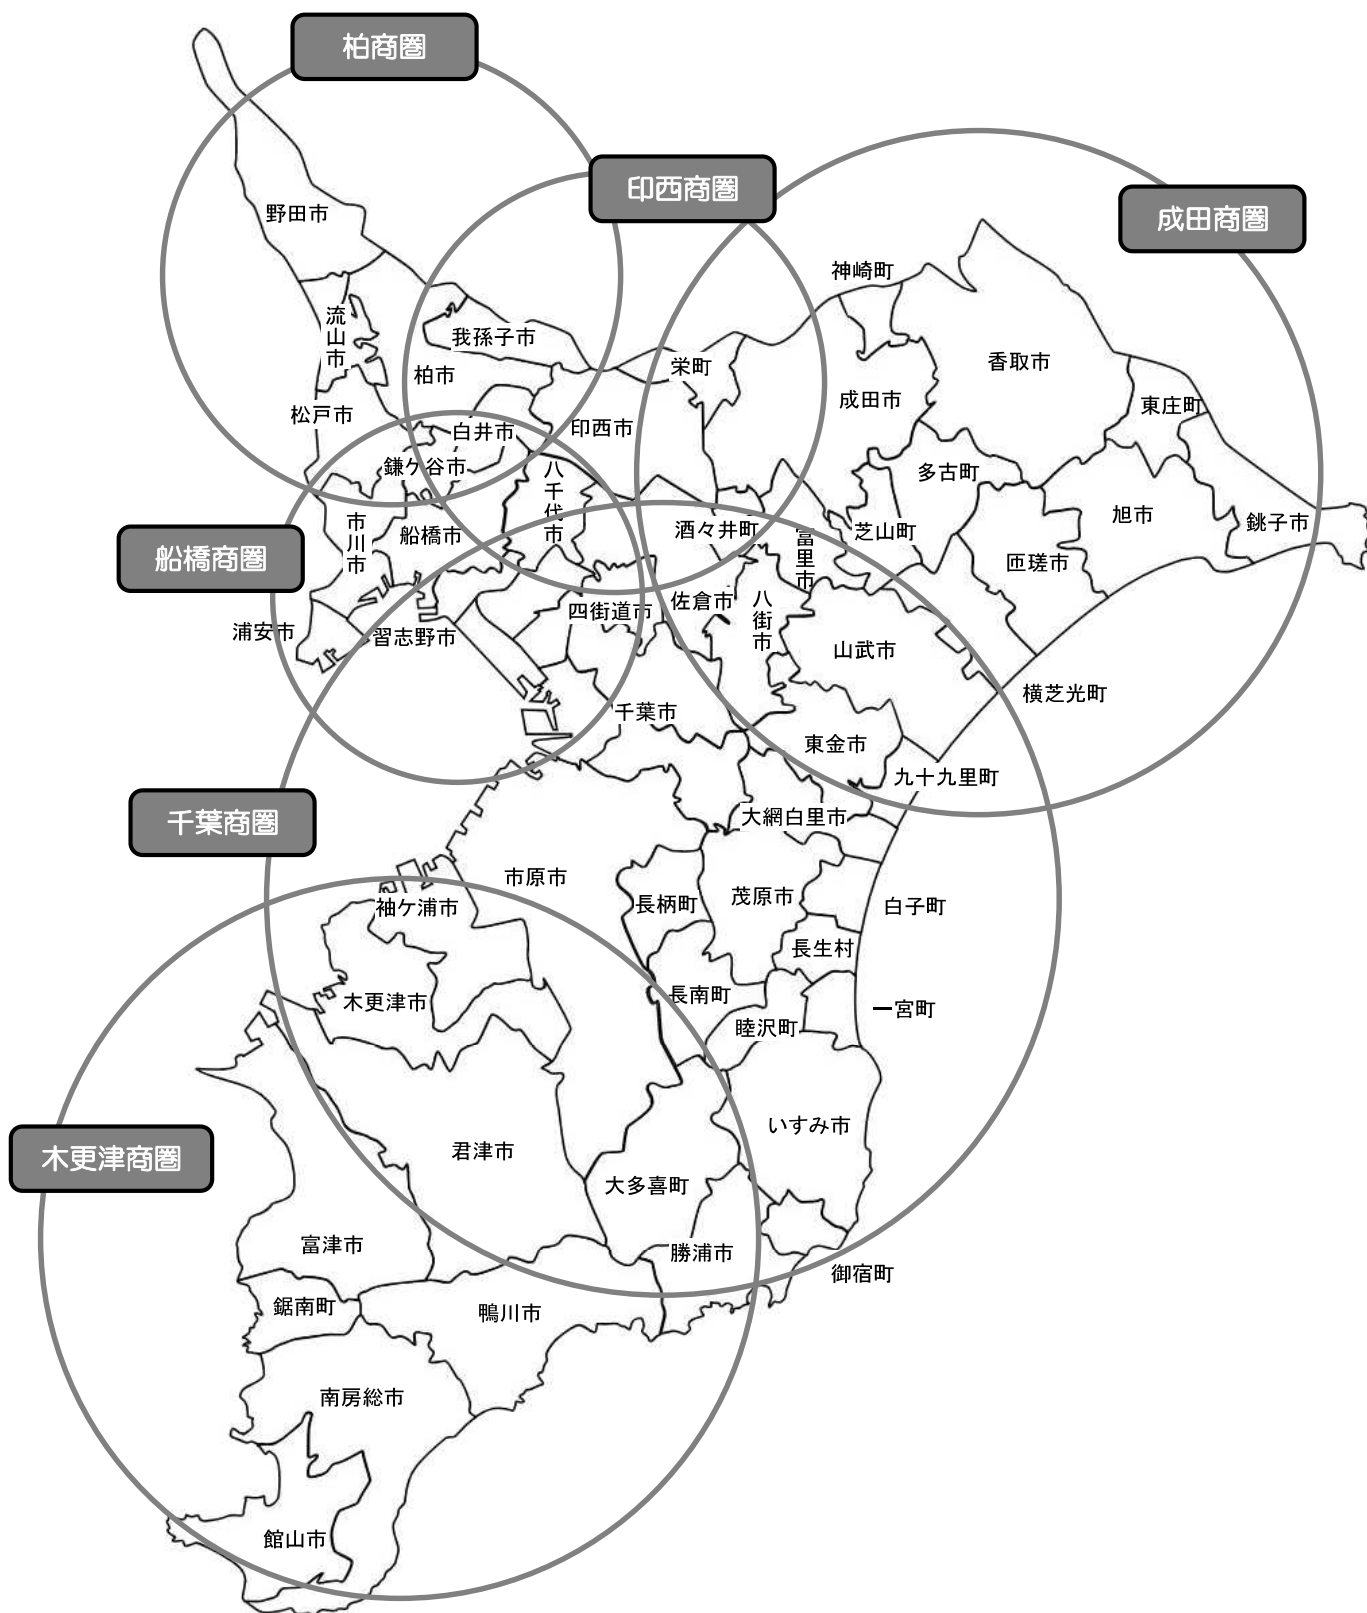 柏商圏
印西商圏
成田商圏
野田市
神崎町
流山市
我孫子市
香取市
栄町
柏市
成田市
東庄町
松戸市
白井市
印西市
鎌ケ谷市
多古町
八千代市
市川市
船橋市
酒々井町
富里市
芝山町
旭市
銚子市
船橋商圏
匝瑳市
佐倉市
八街市
四街道市
浦安市
習志野市
山武市
横芝光町
千葉市
東金市
九十九里町
千葉商圏
大網白里市
市原市
長柄町
茂原市
袖ケ浦市
白子町
長生村
木更津市
長南町
一宮町
睦沢町
いすみ市
君津市
木更津商圏
大多喜町
富津市
勝浦市
御宿町
鋸南町
鴨川市
南房総市
館山市